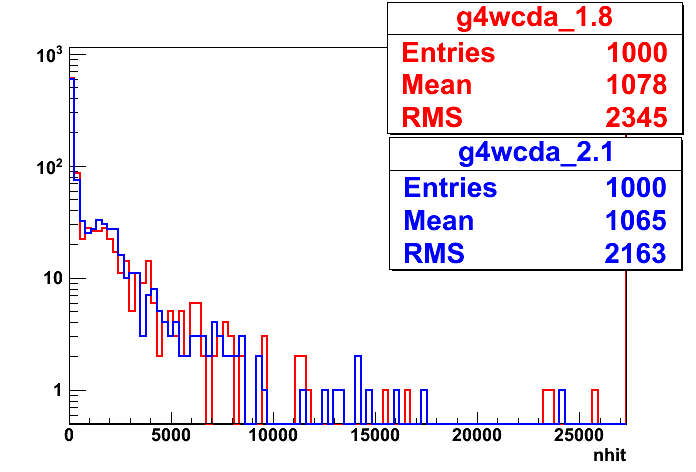 g4wcda_1.8
Entries 1000
Mean 1078
RMS 2345
g4wcda_2.1
Entries 1000
Mean 1065
RMS 2163
10³
10²
10
1
0 5000 10000 15000 20000 25000
nhit